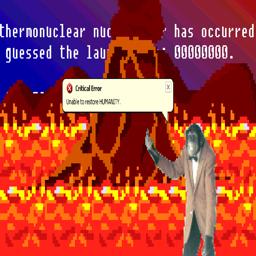 thermonuclear nuc r has occurred
guessed the lau : 00000000.
Critical Error
Unable to restore HUMANITY.